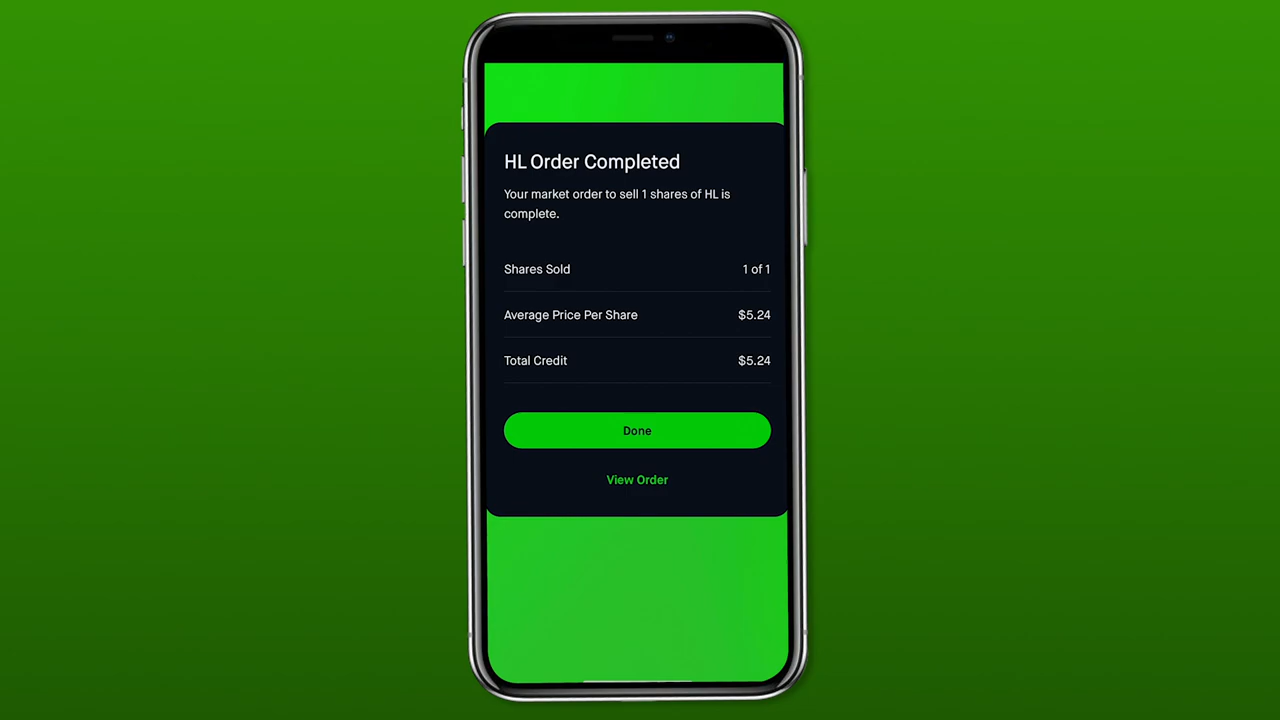 HL Order Completed
Your market order to sell 1 shares of HL is
complete.
Shares Sold 1 of 1
Average Price Per Share $5.24
Total Credit $5.24
Done
View Order